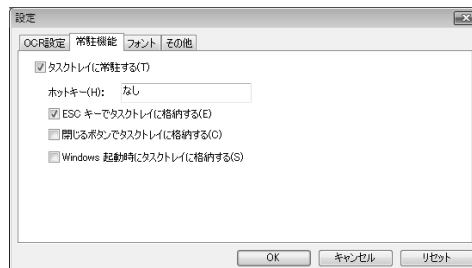 設定
OCR設定 常駐機能 フォント その他
タスクトレイに常駐する(T)
ホットキー(H): なし
ESC キーでタスクトレイに格納する(E)
閉じるボタンでタスクトレイに格納する(C)
Windows 起動時にタスクトレイに格納する(S)
OK キャンセル リセット